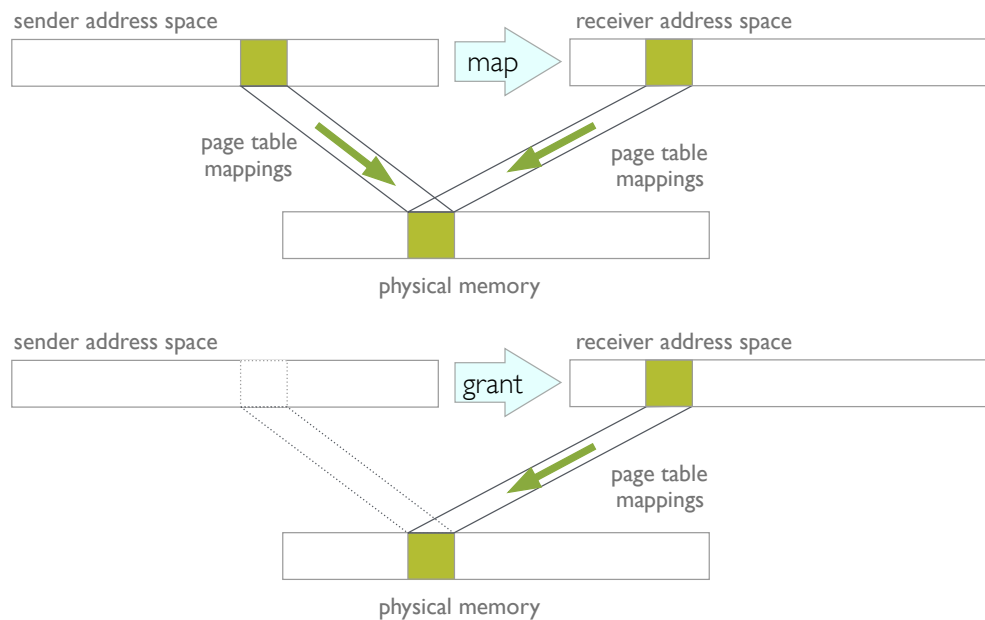 sender address space
receiver address space
map
page table
mappings
page table
mappings
physical memory
sender address space
receiver address space
grant
page table
mappings
physical memory